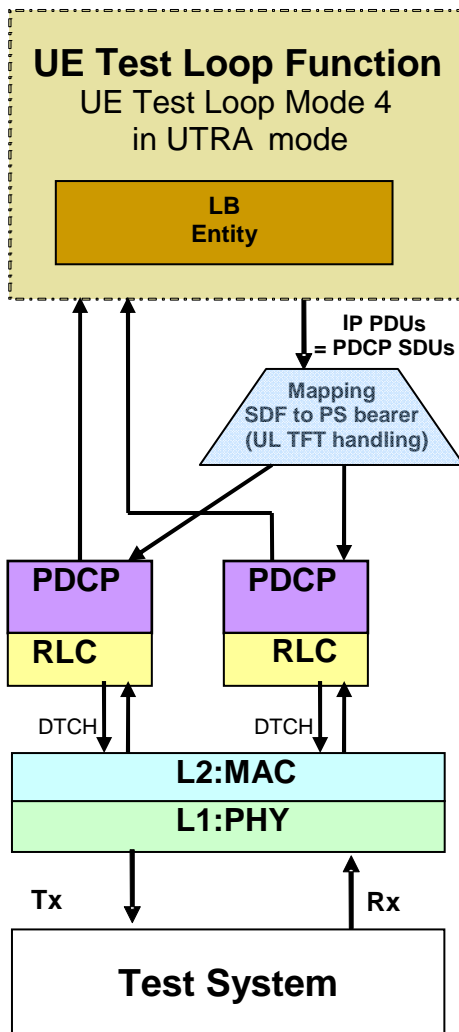 UE Test Loop Function
UE Test Loop Mode 4
in UTRA mode
LB
Entity
IP PDUs
= PDCP SDUs
Mapping
SDF to PS bearer
(UL TFT handling)
PDCP
PDCP
RLC
RLC
DTCH
DTCH
L2:MAC
L1:PHY
Tx
Rx
Test System